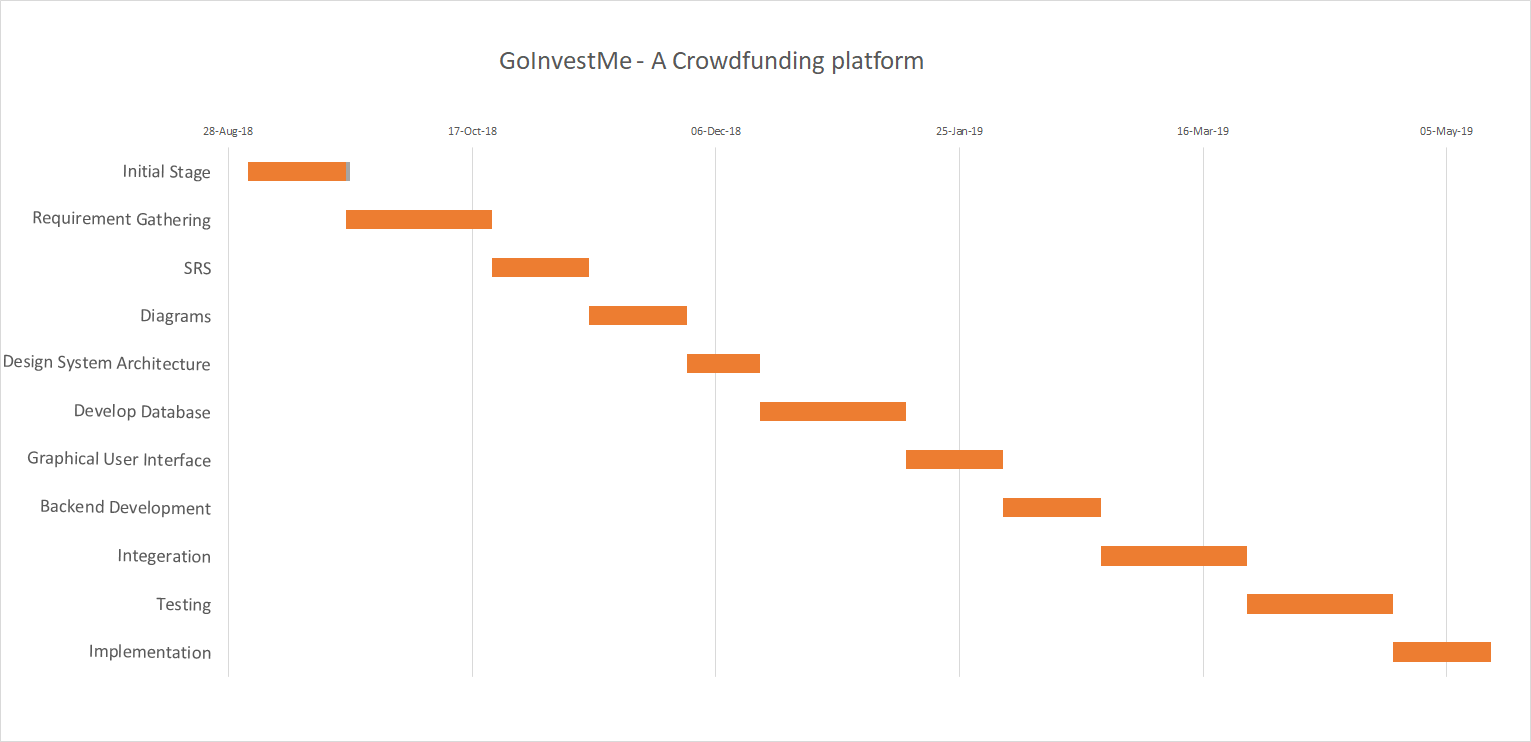 GoInvestMe - A Crowdfunding platform
28-Aug-18 17-Oct-18 06-Dec-18 25-Jan-19 16-Mar-19 05-May-19
Initial Stage
Requirement Gathering
SRS
Diagrams
Design System Architecture
Develop Database
Graphical User Interface
Backend Development
Integeration
Testing
Implementation